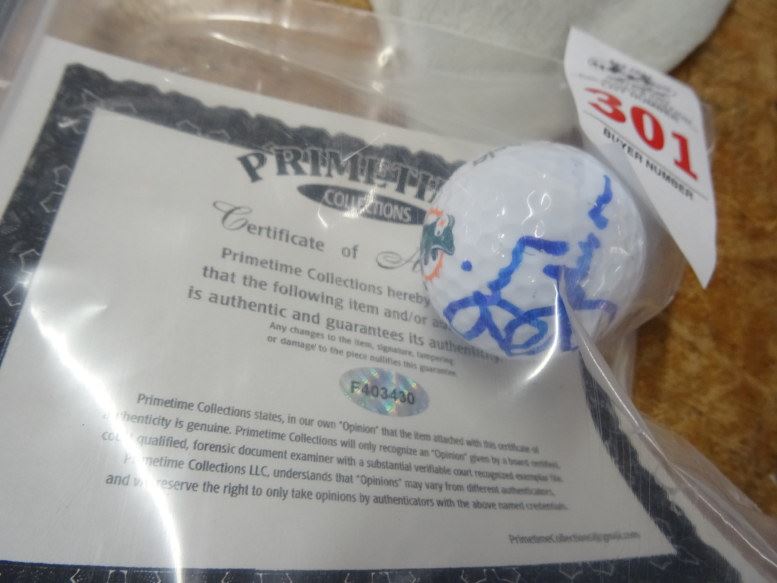 PRIMETI
COLLECTIONS
Certificate of A
Primetime Collections hereby
that the following item and/or
is authentic and guarantees its authenticity.
Any changes to the item, signature, tampering
or damage to the piece nullifies this guarantee.
F403430
Primetime Collections states, in our own "Opinion" that the item attached with this certificate of
authenticity is genuine. Primetime Collections will only recognize an "Opinion" given by a board certified,
court qualified, forensic document examiner with a substantial verifiable court recognized exemplar file.
Primetime Collections LLC, understands that "Opinions" may vary from different authenticators,
and we reserve the right to only take opinions by authenticators with the above named credentials.
301
BUYER NUMBER